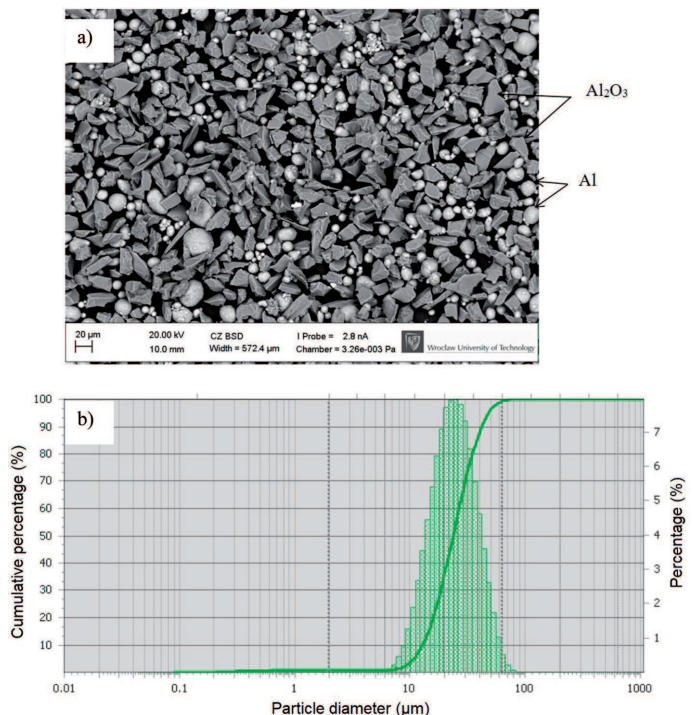 a)
Al₂O₃
Al
20 µm
20.00 kV
CZ BSD
I Probe = 2.8 nA
10.0 mm
Width = 572.4 µm
Chamber = 3.26e-003 Pa
Wroclaw University of Technology
b)
Cumulative percentage (%)
100
90
80
70
60
50
40
30
20
10
7
6
5
4
3
2
1
Percentage (%)
0.01 0.1 1 10 100 1000
Particle diameter (µm)